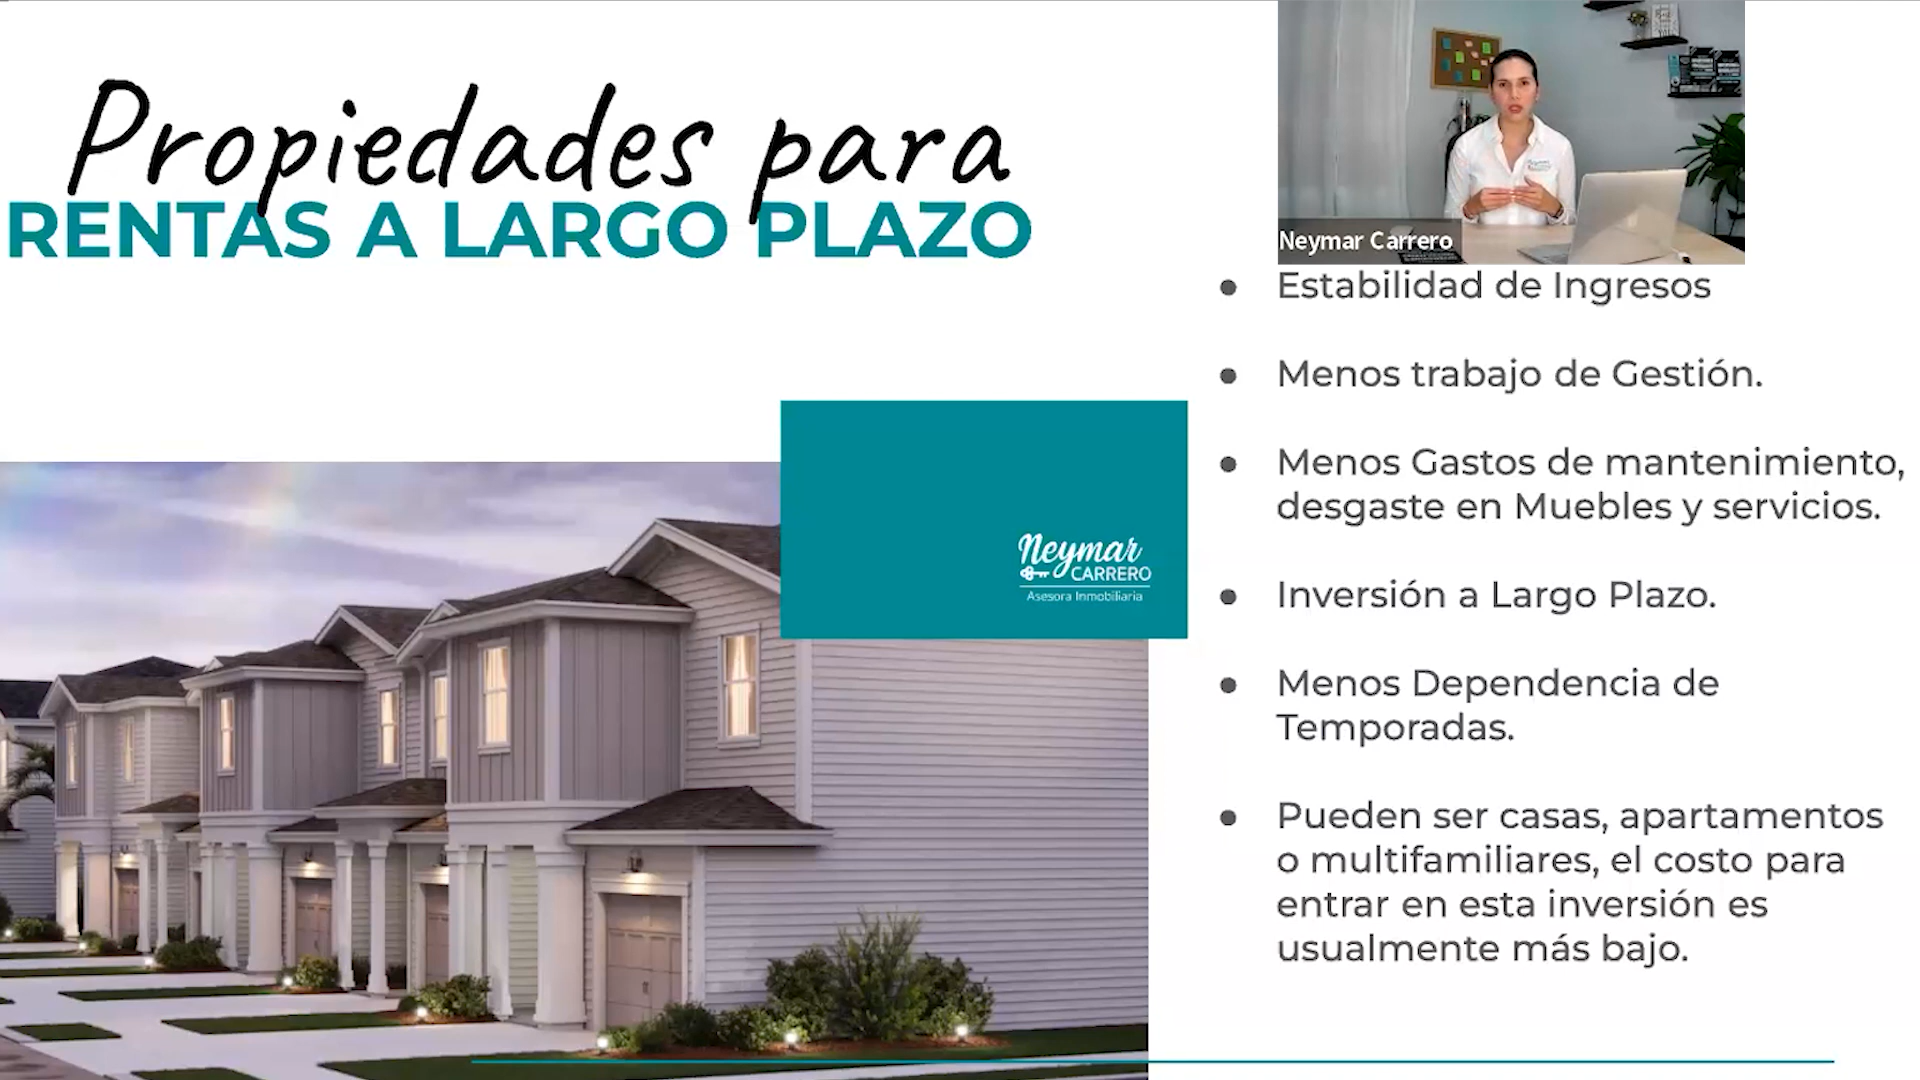 Propiedades para
RENTAS A LARGO PLAZO
Neymar Carrero
• Estabilidad de Ingresos
• Menos trabajo de Gestión.
• Menos Gastos de mantenimiento,
desgaste en Muebles y servicios.
• Inversión a Largo Plazo.
• Menos Dependencia de
Temporadas.
• Pueden ser casas, apartamentos
o multifamiliares, el costo para
entrar en esta inversión es
usualmente más bajo.
Neymar
CARRERO
Asesora Inmobiliaria